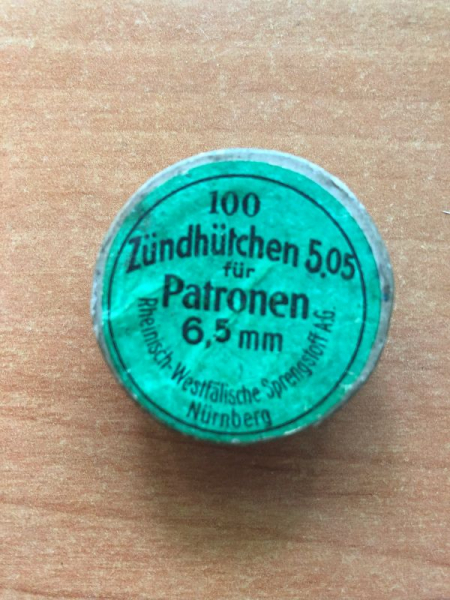 100
Zündhütchen 5,05
für
Patronen
6,5 mm
Rheinisch-Westfälische Sprengstoff A.G.
Nürnberg